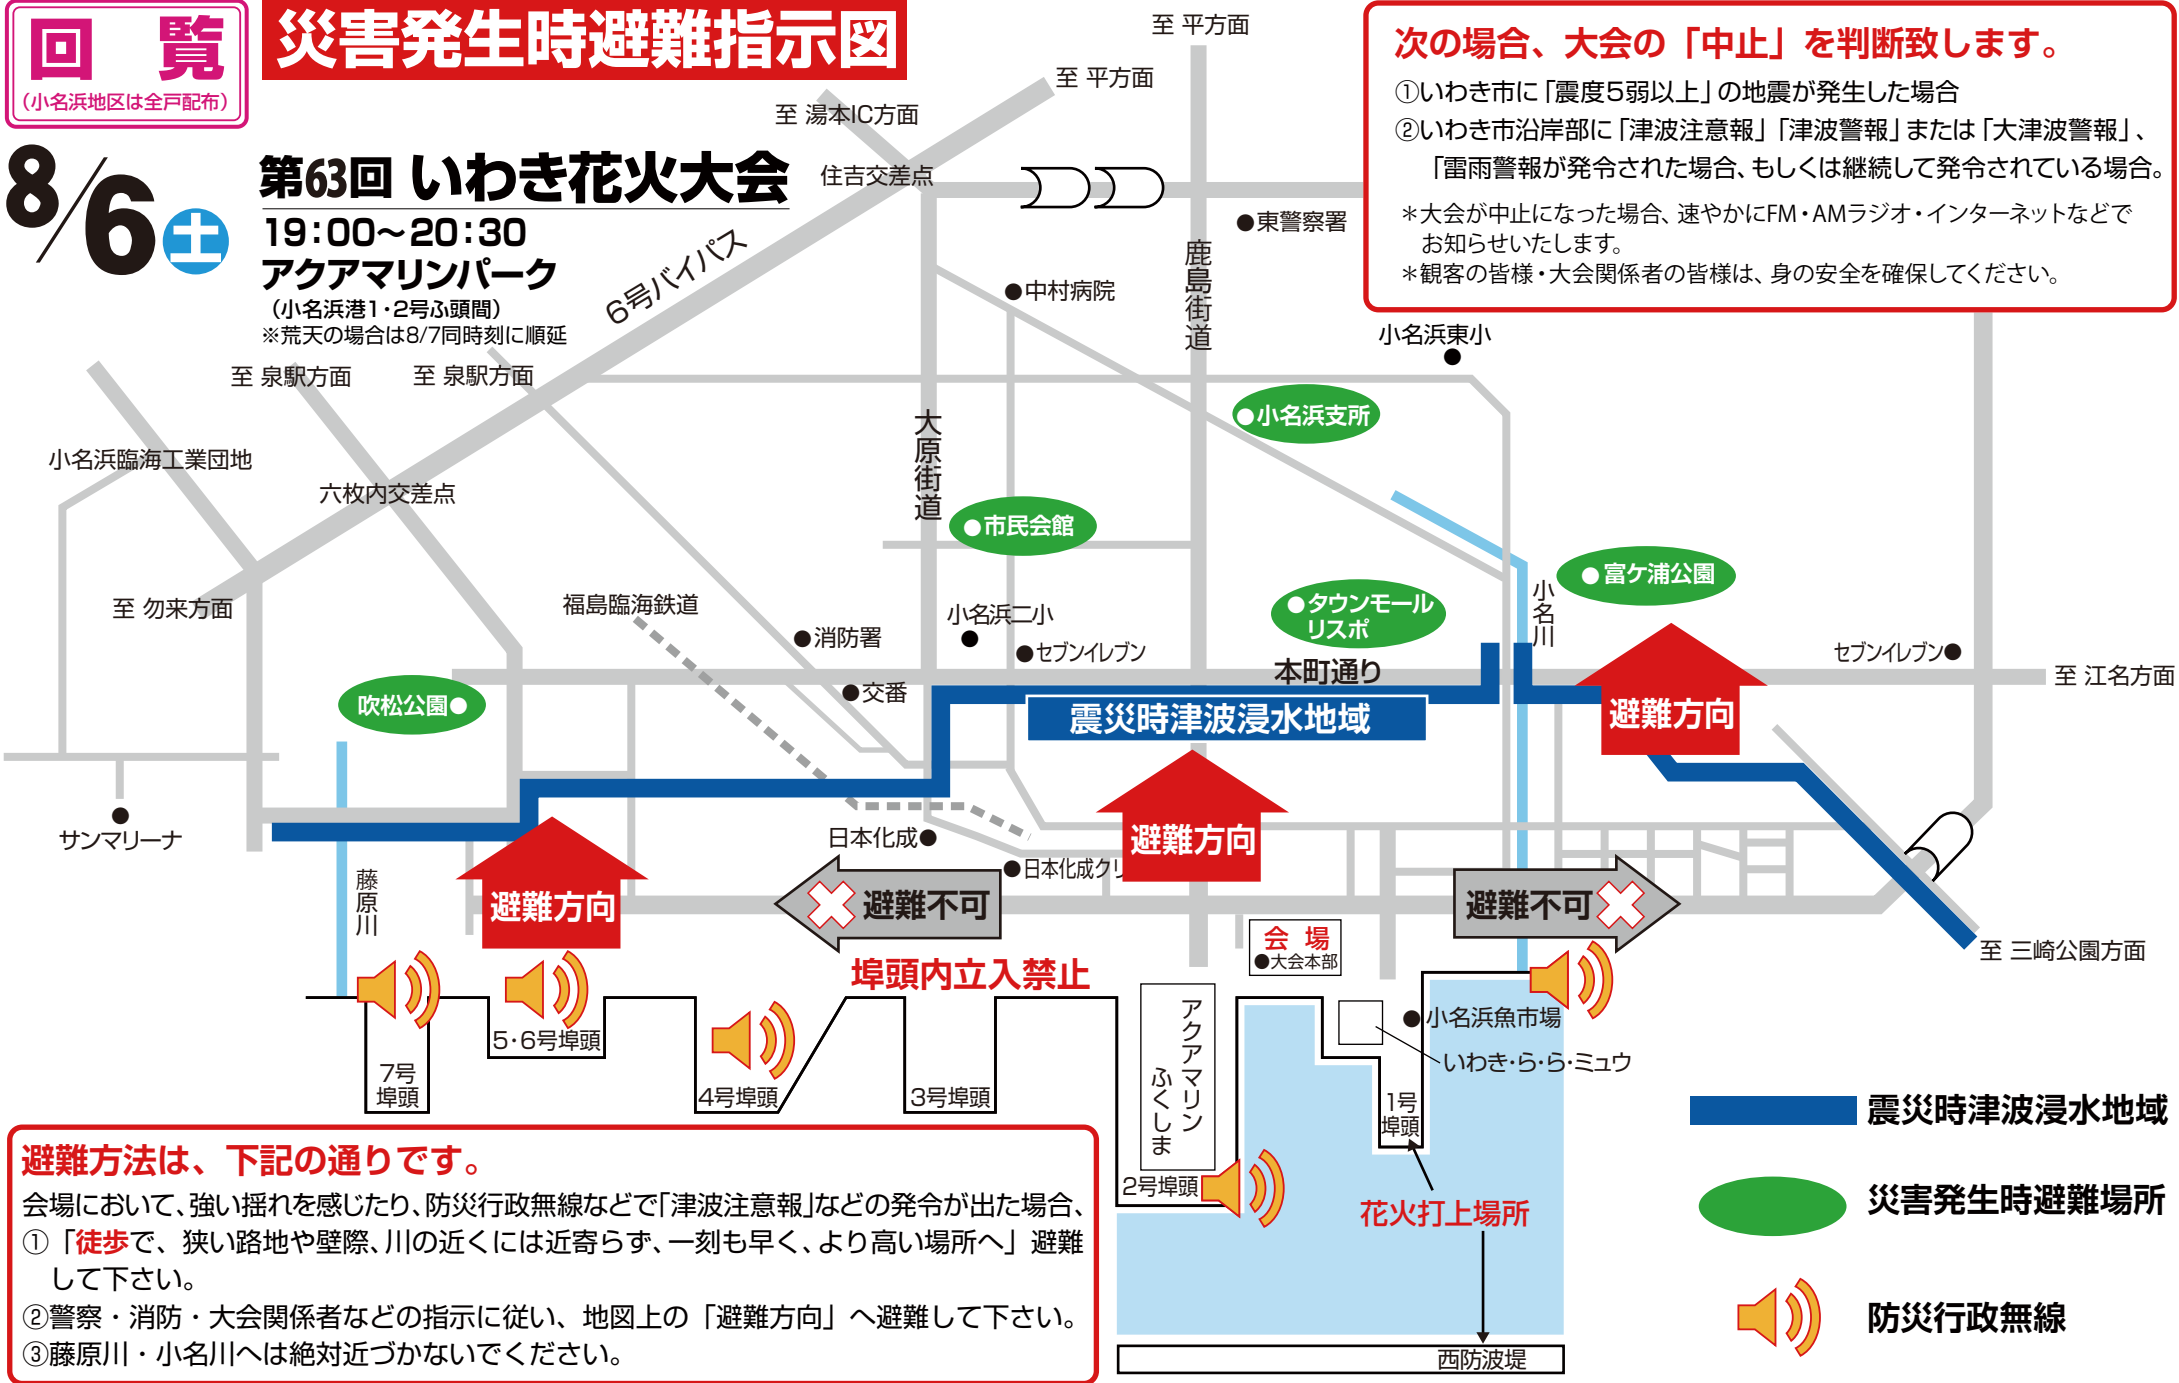 回 覧
（小名浜地区は全戸配布）
災害発生時避難指示図
8/6 土
第63回 いわき花火大会
19：00～20：30
アクアマリンパーク
（小名浜港1・2号ふ頭間）
※荒天の場合は8/7同時刻に順延
次の場合、大会の「中止」を判断致します。
①いわき市に「震度5弱以上」の地震が発生した場合
②いわき市沿岸部に「津波注意報」「津波警報」または「大津波警報」、
「雷雨警報が発令された場合、もしくは継続して発令されている場合。
＊大会が中止になった場合、速やかにFM・AMラジオ・インターネットなどで
お知らせいたします。
＊観客の皆様・大会関係者の皆様は、身の安全を確保してください。
至 平方面
至 平方面
至 湯本IC方面
住吉交差点
●東警察署
6号バイパス
鹿島街道
●中村病院
小名浜東小
至 泉駅方面
至 泉駅方面
●小名浜支所
大原街道
小名浜臨海工業団地
六枚内交差点
●市民会館
●富ケ浦公園
至 勿来方面
福島臨海鉄道
●消防署
小名浜二小
●セブンイレブン
●タウンモール
リスポ
小名川
セブンイレブン●
本町通り
至 江名方面
吹松公園●
●交番
震災時津波浸水地域
避難方向
サンマリーナ
日本化成●
●日本化成クリ
避難方向
藤原川
避難方向
避難不可
避難不可
会 場
●大会本部
至 三崎公園方面
埠頭内立入禁止
7号
埠頭
5・6号埠頭
4号埠頭
3号埠頭
アクアマリン
ふくしま
2号埠頭
●小名浜魚市場
いわき・ら・ら・ミュウ
1号
埠頭
花火打上場所
西防波堤
震災時津波浸水地域
災害発生時避難場所
防災行政無線
避難方法は、下記の通りです。
会場において、強い揺れを感じたり、防災行政無線などで「津波注意報」などの発令が出た場合、
①「徒歩で、狭い路地や壁際、川の近くには近寄らず、一刻も早く、より高い場所へ」避難
して下さい。
②警察・消防・大会関係者などの指示に従い、地図上の「避難方向」へ避難して下さい。
③藤原川・小名川へは絶対近づかないでください。